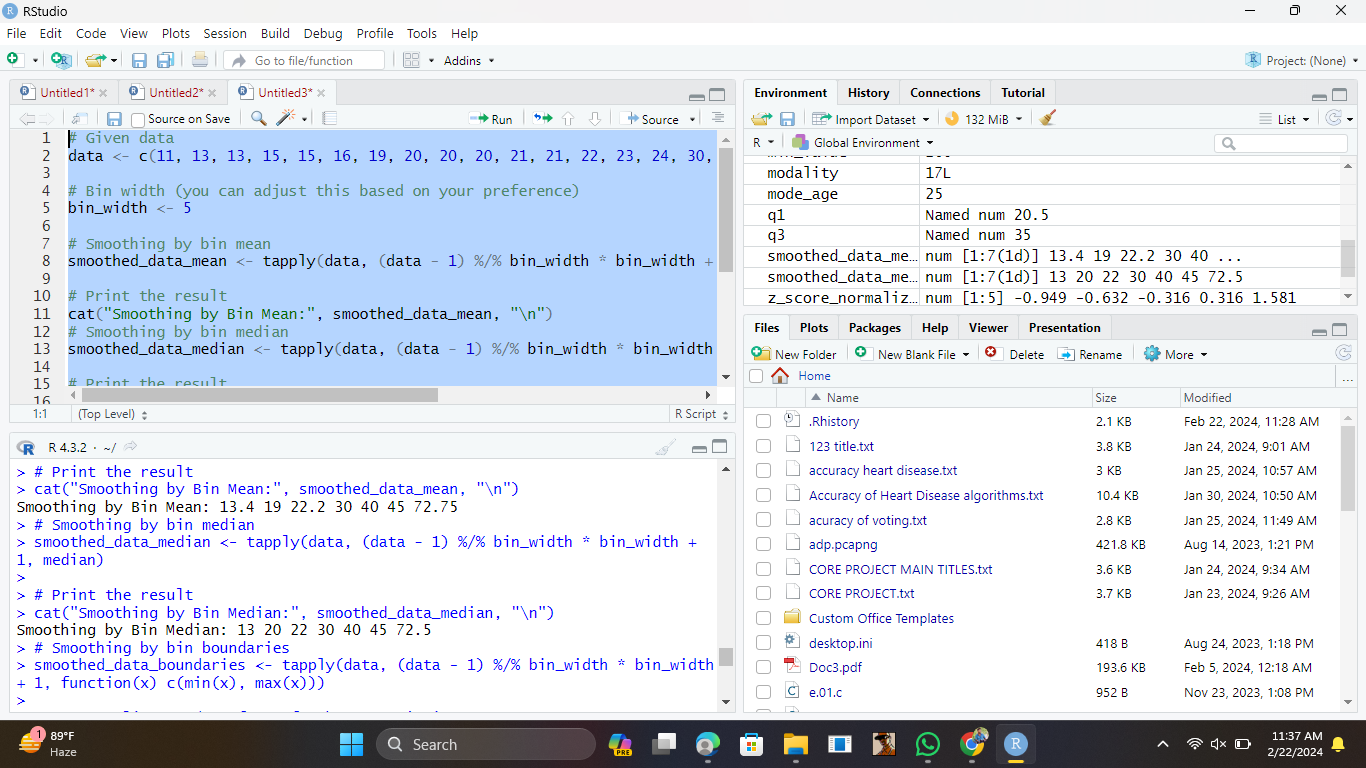 RStudio
File Edit Code View Plots Session Build Debug Profile Tools Help
Go to file/function Addins Project: (None)
Untitled1* Untitled2* Untitled3*
Source on Save Run Source
1 # Given data
2 data <- c(11, 13, 13, 15, 15, 16, 19, 20, 20, 20, 21, 21, 22, 23, 24, 30,
3
4 # Bin width (you can adjust this based on your preference)
5 bin_width <- 5
6
7 # Smoothing by bin mean
8 smoothed_data_mean <- tapply(data, (data - 1) %/% bin_width * bin_width +
9
10 # Print the result
11 cat("Smoothing by Bin Mean:", smoothed_data_mean, "\n")
12 # Smoothing by bin median
13 smoothed_data_median <- tapply(data, (data - 1) %/% bin_width * bin_width
14
15 # Print the result
16
1:1 (Top Level) R Script
R 4.3.2 · ~/
> # Print the result
> cat("Smoothing by Bin Mean:", smoothed_data_mean, "\n")
Smoothing by Bin Mean: 13.4 19 22.2 30 40 45 72.75
> # Smoothing by bin median
> smoothed_data_median <- tapply(data, (data - 1) %/% bin_width * bin_width +
1, median)
>
> # Print the result
> cat("Smoothing by Bin Median:", smoothed_data_median, "\n")
Smoothing by Bin Median: 13 20 22 30 40 45 72.5
> # Smoothing by bin boundaries
> smoothed_data_boundaries <- tapply(data, (data - 1) %/% bin_width * bin_width
+ 1, function(x) c(min(x), max(x)))
>
Environment History Connections Tutorial
Import Dataset 132 MiB List
R Global Environment
modality 17L
mode_age 25
q1 Named num 20.5
q3 Named num 35
smoothed_data_me… num [1:7(1d)] 13.4 19 22.2 30 40 ...
smoothed_data_me… num [1:7(1d)] 13 20 22 30 40 45 72.5
z_score_normaliz… num [1:5] -0.949 -0.632 -0.316 0.316 1.581
Files Plots Packages Help Viewer Presentation
New Folder New Blank File Delete Rename More
Home ...
Name Size Modified
.Rhistory 2.1 KB Feb 22, 2024, 11:28 AM
123 title.txt 3.8 KB Jan 24, 2024, 9:01 AM
accuracy heart disease.txt 3 KB Jan 25, 2024, 10:57 AM
Accuracy of Heart Disease algorithms.txt 10.4 KB Jan 30, 2024, 10:50 AM
acuracy of voting.txt 2.8 KB Jan 25, 2024, 11:49 AM
adp.pcapng 421.8 KB Aug 14, 2023, 1:21 PM
CORE PROJECT MAIN TITLES.txt 3.6 KB Jan 24, 2024, 9:34 AM
CORE PROJECT.txt 3.7 KB Jan 23, 2024, 9:26 AM
Custom Office Templates
desktop.ini 418 B Aug 24, 2023, 1:18 PM
Doc3.pdf 193.6 KB Feb 5, 2024, 12:18 AM
e.01.c 952 B Nov 23, 2023, 1:08 PM
1 89°F
Haze
Search
PRE
11:37 AM
2/22/2024